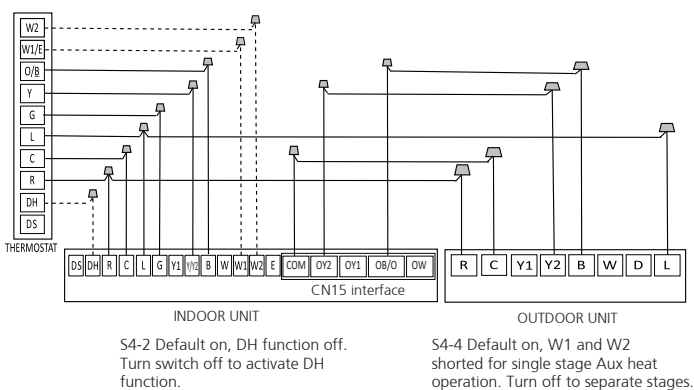 W2
W1/E
O/B
Y
G
L
C
R
DH
DS
THERMOSTAT
DS DH R C L G Y1 Y/Y2 B W W1 W2 E COM OY2 OY1 OB/O OW
CN15 interface
INDOOR UNIT
R C Y1 Y2 B W D L
OUTDOOR UNIT
S4-2 Default on, DH function off.
Turn switch off to activate DH
function.
S4-4 Default on, W1 and W2
shorted for single stage Aux heat
operation. Turn off to separate stages.